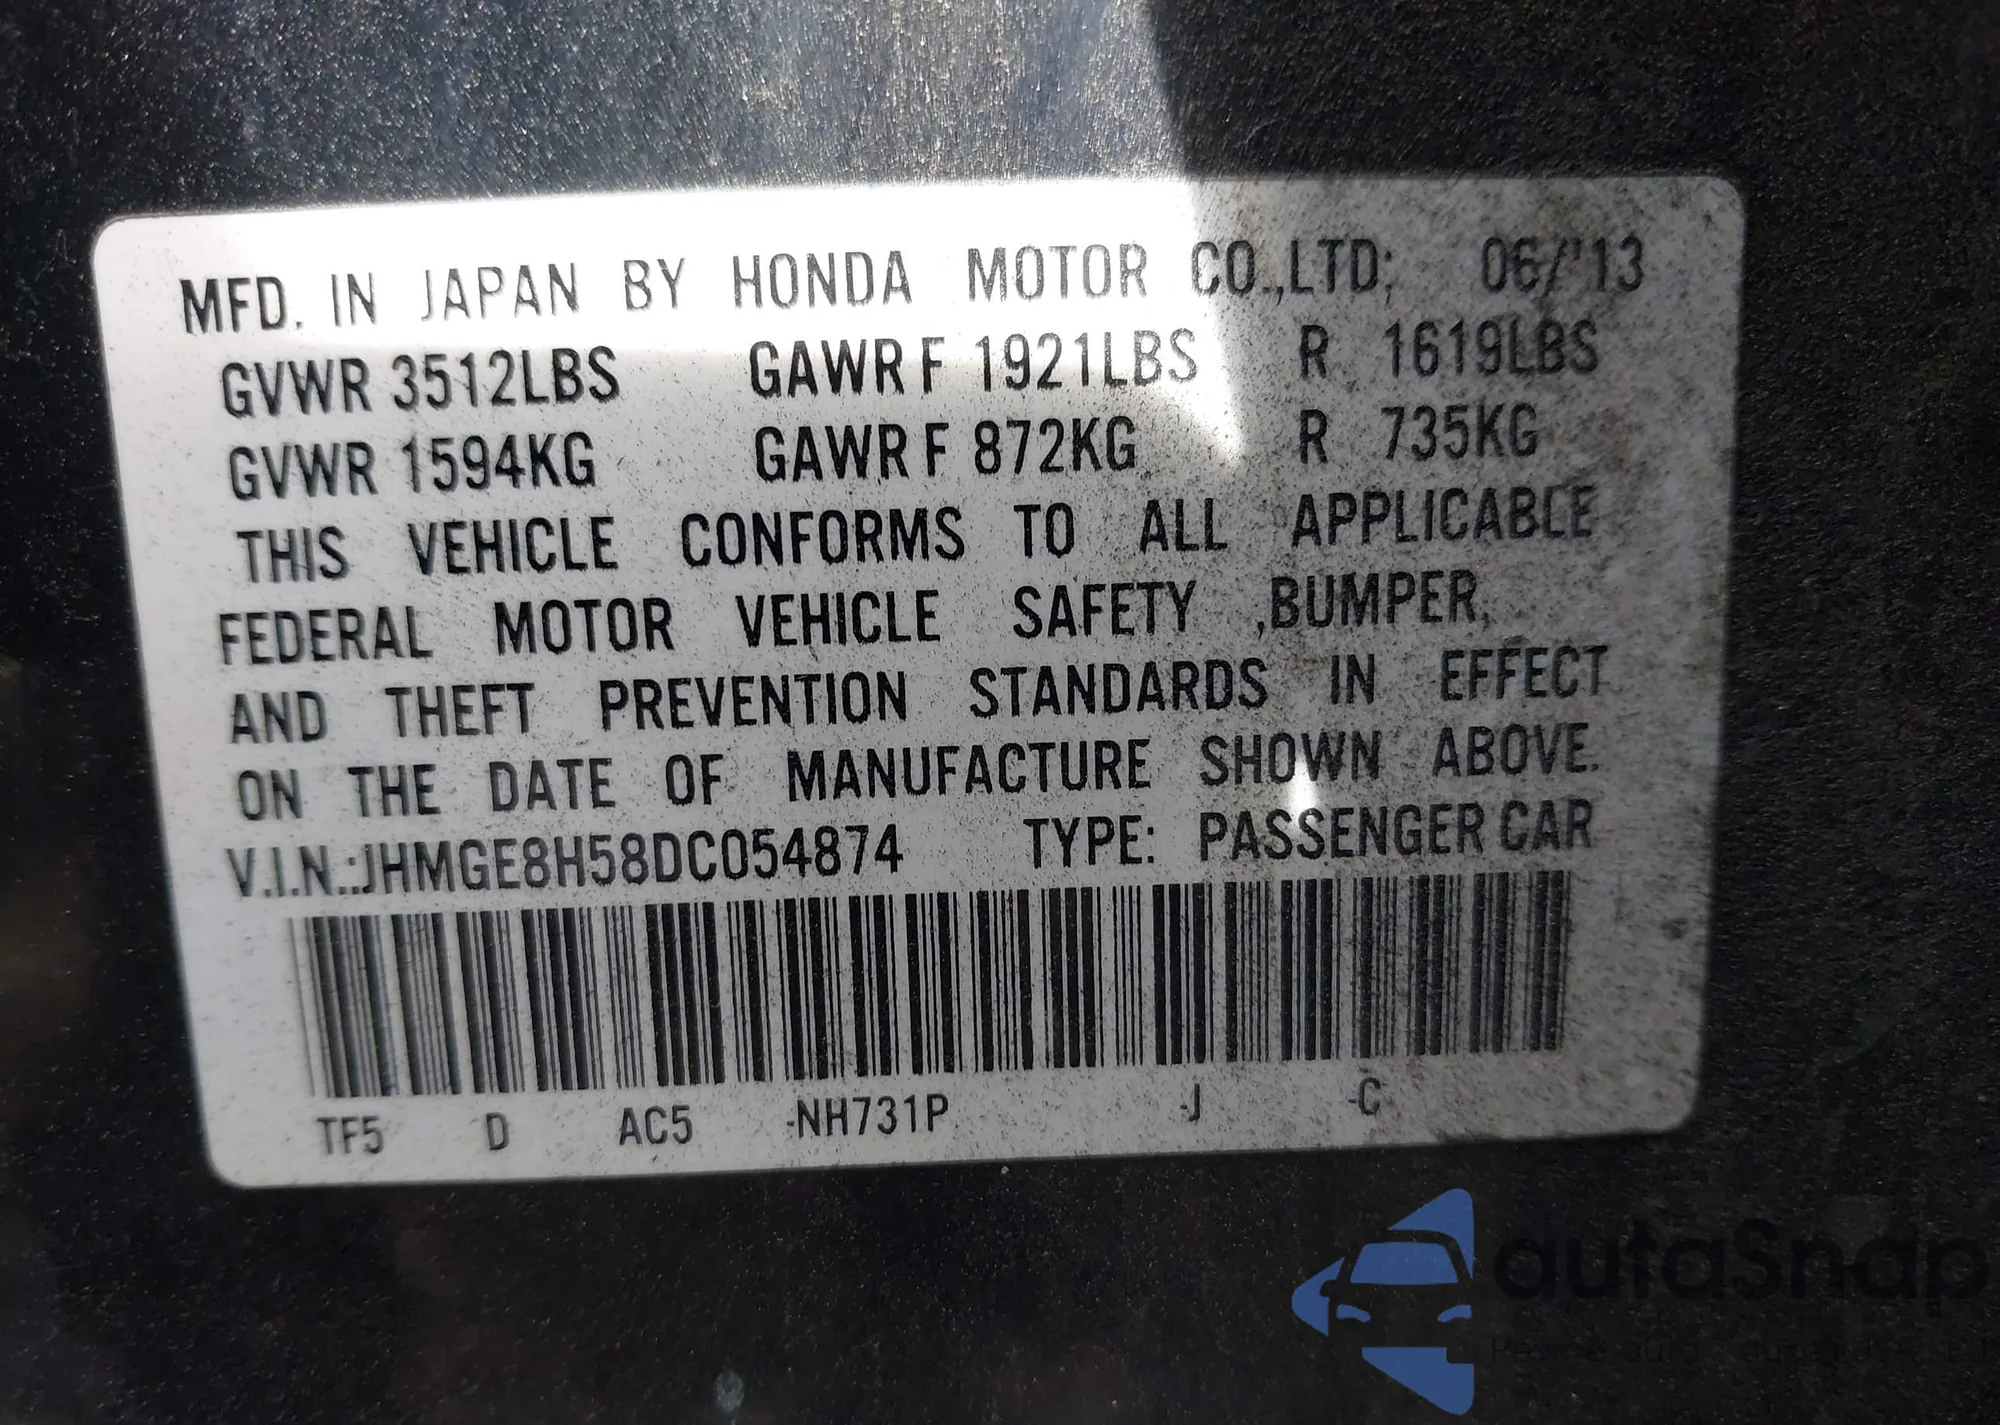 MFD. IN JAPAN BY HONDA MOTOR CO.,LTD; 06/'13
GVWR 3512LBS GAWR F 1921LBS R 1619LBS
GVWR 1594KG GAWR F 872KG R 735KG
THIS VEHICLE CONFORMS TO ALL APPLICABLE
FEDERAL MOTOR VEHICLE SAFETY ,BUMPER,
AND THEFT PREVENTION STANDARDS IN EFFECT
ON THE DATE OF MANUFACTURE SHOWN ABOVE.
V.I.N.:JHMGE8H58DC054874 TYPE: PASSENGER CAR
TF5 D AC5 -NH731P -J -C
autaSnap